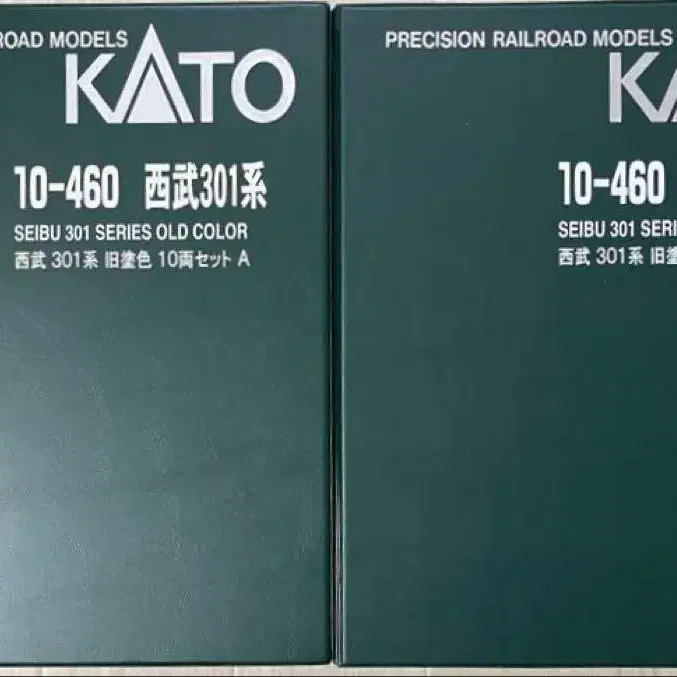 ROAD MODELS
KATO
10-460 西武301系
SEIBU 301 SERIES OLD COLOR
西武 301系 旧塗色 10両セット A
PRECISION RAILROAD MODELS
KA
10-460
SEIBU 301 SERI
西武 301系 旧塗